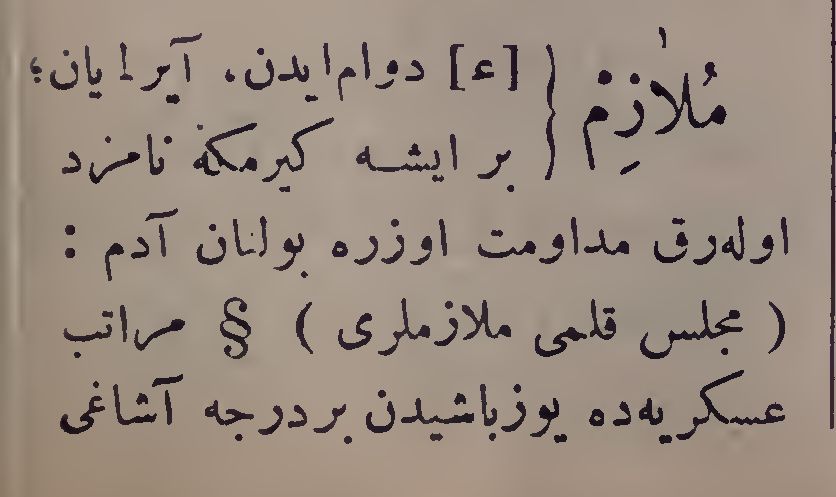 مُلازِمْ { [ء] دوام‌ایدن، آیرلمایان؛
بر ایشه کیرمکهٔ نامزد
اوله‌رق مداومت اوزره بولنان آدم :
( مجلس قلمی ملازملری ) § مراتب
عسکریه‌ده یوزباشیدن بردرجه آشاغی